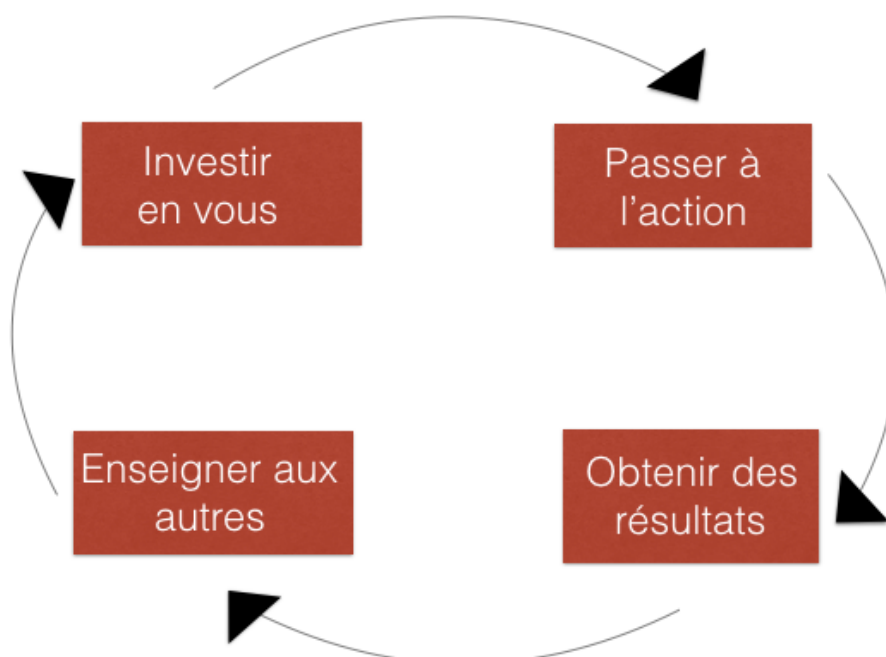 Investir
en vous
Passer à
l’action
Obtenir des
résultats
Enseigner aux
autres